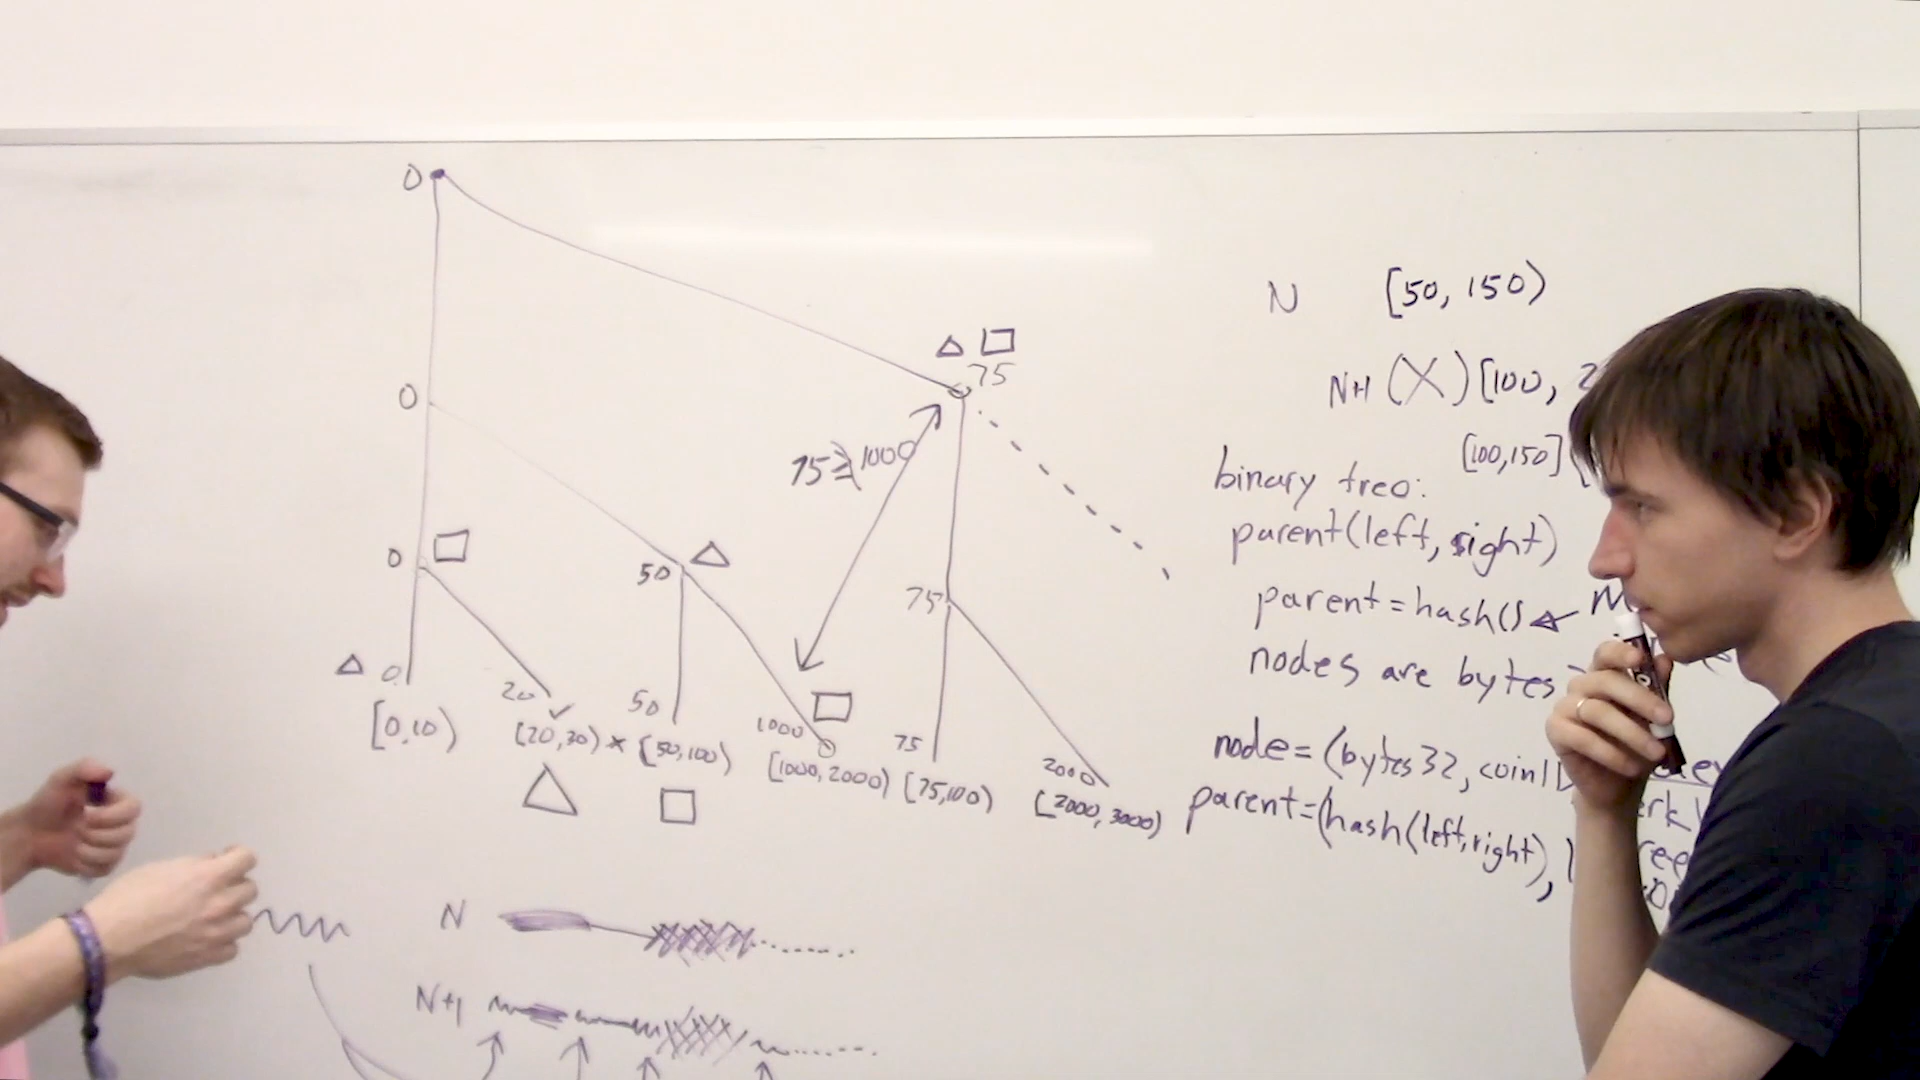 0
75
0
75 ≥ 1000
0
50
75
0
20
50
1000
75
2000
[0,10)
[20,30)
[50,100)
[1000,2000)
[75,100)
[2000,3000)
N [50, 150)
N+1 (X) [100,
[100,150]
binary tree:
parent(left, right)
parent = hash()
nodes are bytes
node = (bytes32, coinID
parent = (hash(left,right),
N
N+1